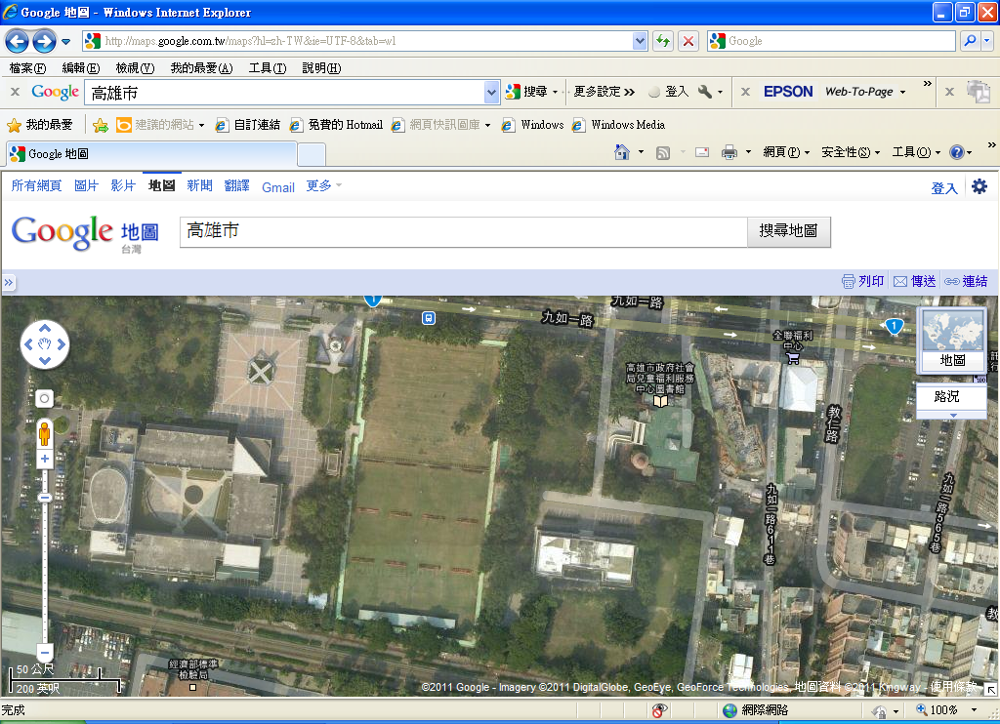 Google 地圖 - Windows Internet Explorer
http://maps.google.com.tw/maps?hl=zh-TW&ie=UTF-8&tab=wl
Google
檔案(F) 編輯(E) 檢視(V) 我的最愛(A) 工具(T) 說明(H)
Google 高雄市 搜尋 更多設定 >> 登入 EPSON Web-To-Page
我的最愛 建議的網站 自訂連結 免費的 Hotmail 網頁快訊圖庫 Windows Windows Media
Google 地圖 網頁(P) 安全性(S) 工具(O)
所有網頁 圖片 影片 地圖 新聞 翻譯 Gmail 更多 登入
Google 地圖 高雄市 搜尋地圖
台灣
列印 傳送 連結
九如一路
九如一路
1
1
全聯福利
中心
地圖
路況
高雄市政府社會
局兒童福利服務
中心圖書館
教仁路
九如一路611巷
九如一路565巷
教
經濟部標準
檢驗局
50 公尺
200 英呎
©2011 Google - Imagery ©2011 DigitalGlobe, GeoEye, GeoForce Technologies, 地圖資料 ©2011 Kingway - 使用條款
完成 網際網路 100%